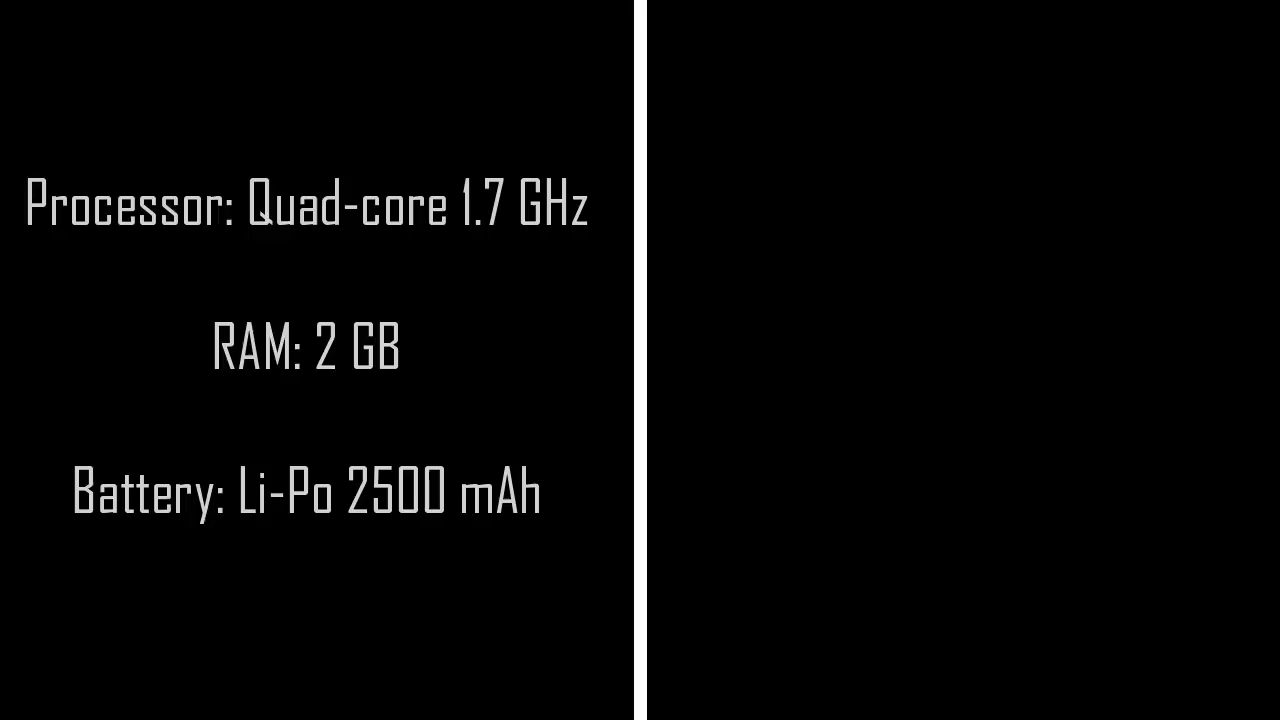 Processor: Quad-core 1.7 GHz
RAM: 2 GB
Battery: Li-Po 2500 mAh